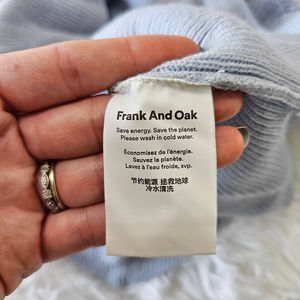 Frank And Oak
Save energy. Save the planet.
Please wash in cold water.
Économisez de l'énergie.
Sauvez la planète.
Lavez à l'eau froide, svp.
节约能源 拯救地球
冷水清洗